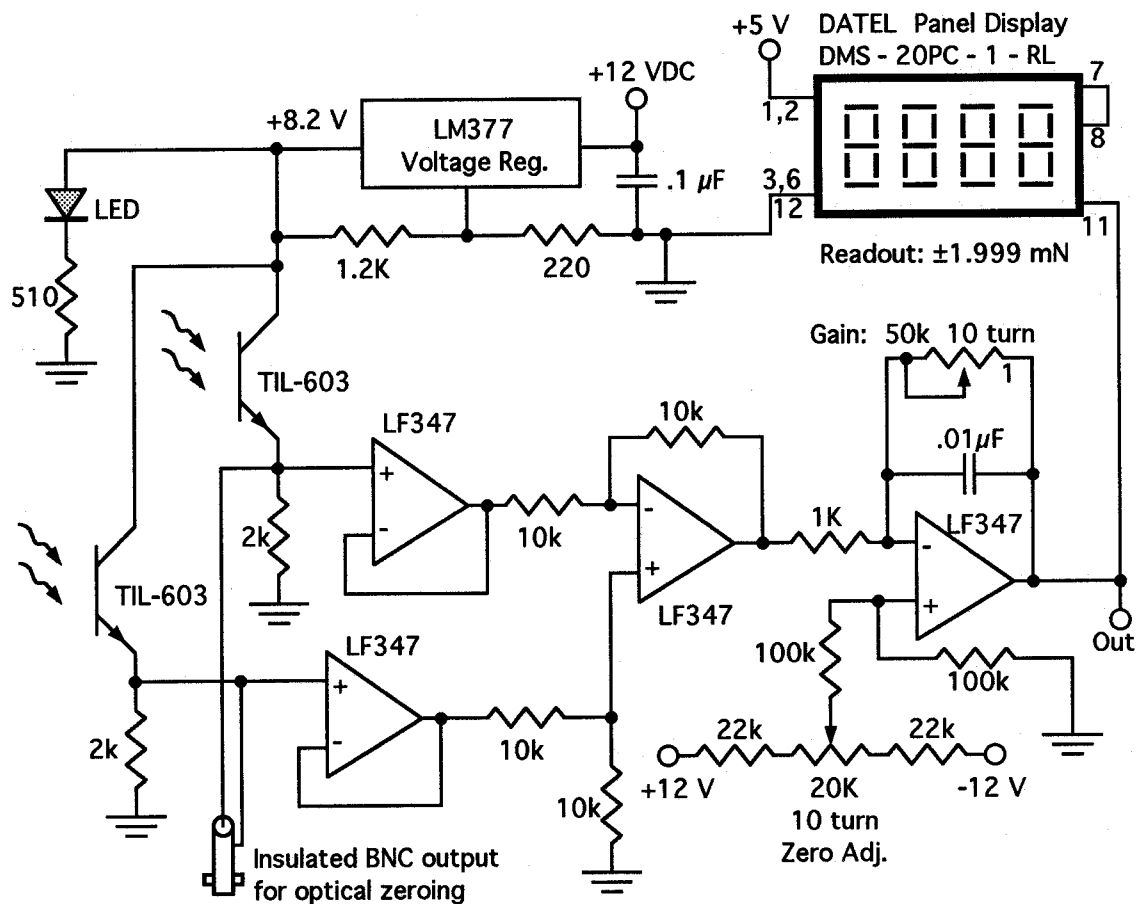 +5 V
DATEL Panel Display
DMS - 20PC - 1 - RL
7
1,2
8
+12 VDC
+8.2 V
LM377
Voltage Reg.
.1 µF
3,6
12
11
LED
1.2K
220
Readout: ±1.999 mN
510
Gain: 50k 10 turn
1
TIL-603
LF347
10k
.01µF
2k
10k
-
+
1K
LF347
+
-
-
+
TIL-603
LF347
LF347
100k
100k
Out
2k
+
-
10k
22k
22k
+12 V
20K
-12 V
10k
10 turn
Zero Adj.
Insulated BNC output
for optical zeroing